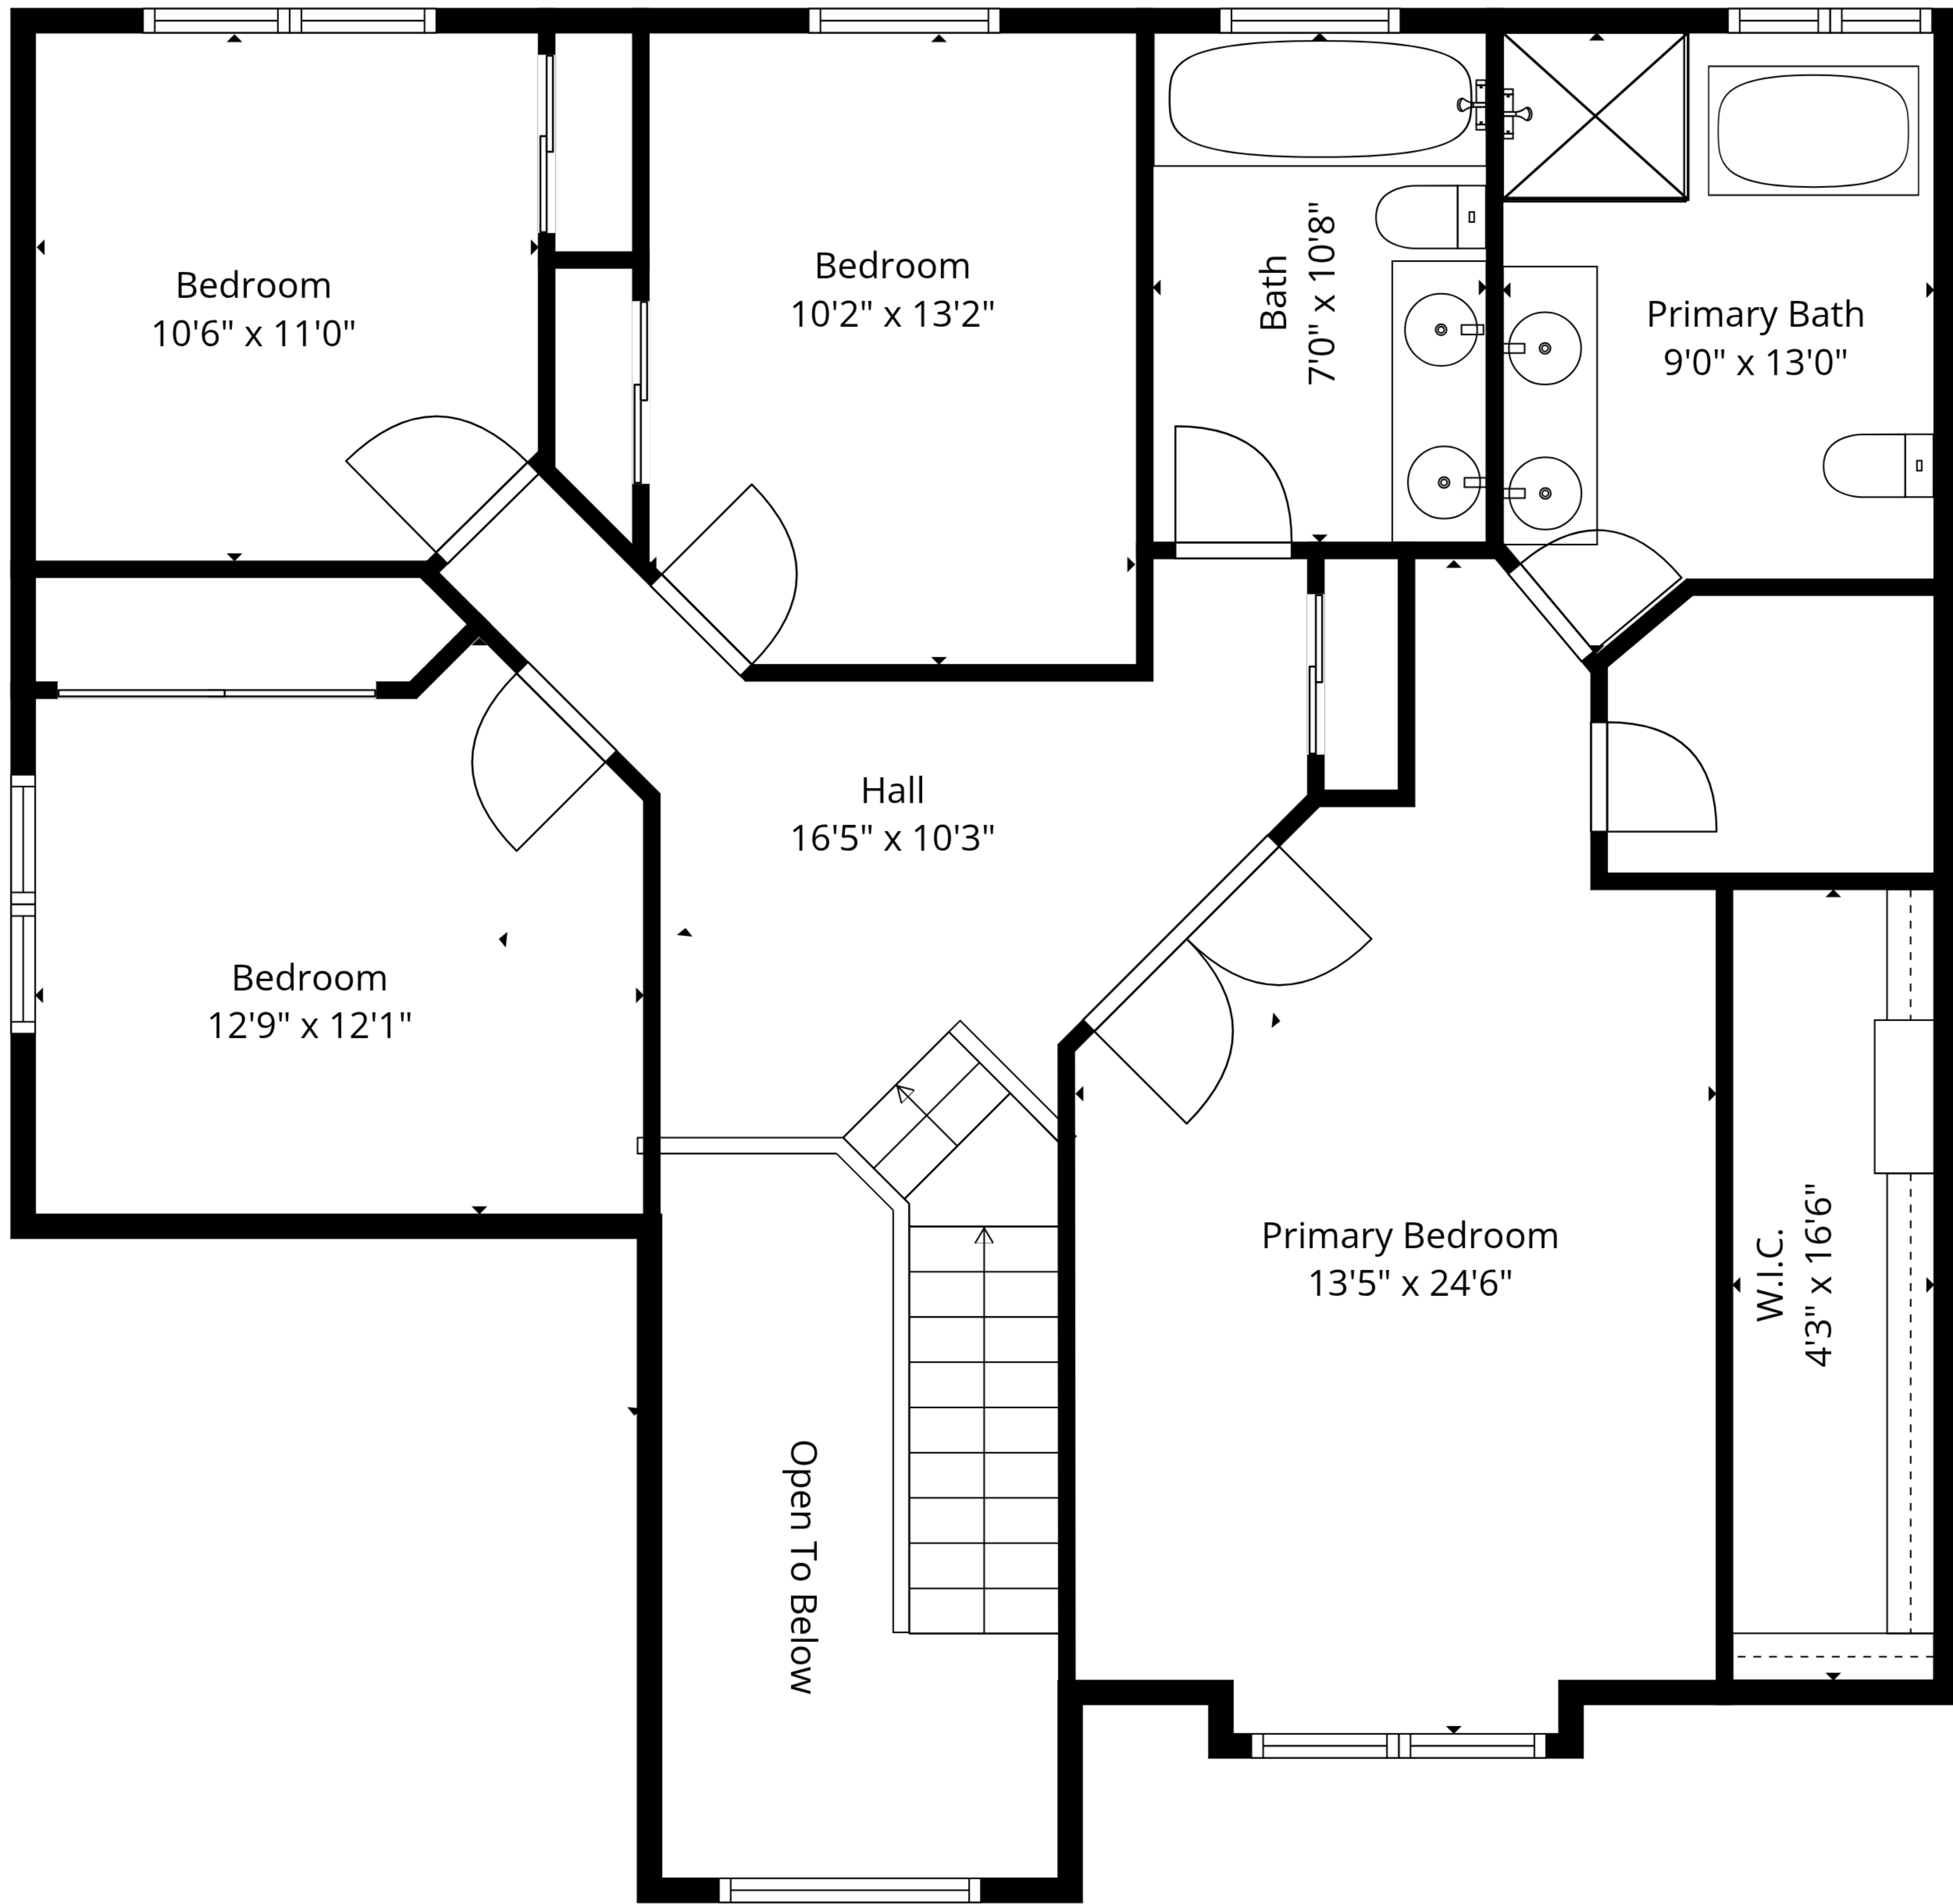 Bedroom
10'6" x 11'0"
Bedroom
10'2" x 13'2"
Bath
7'0" x 10'8"
Primary Bath
9'0" x 13'0"
Hall
16'5" x 10'3"
Bedroom
12'9" x 12'1"
Primary Bedroom
13'5" x 24'6"
W.I.C.
4'3" x 16'6"
Open To Below